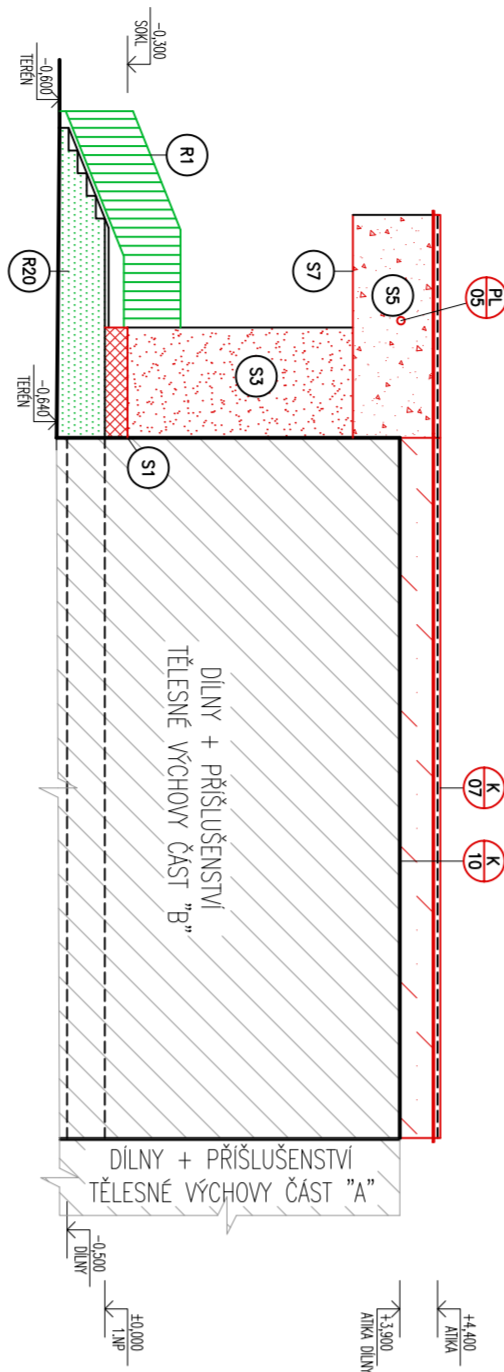 -0,300
SOKL
-0,600
TERÉN
R1
R20
S7
S5
PL
05
S3
-0,640
TERÉN
S1
DÍLNY + PŘÍŠLUŠENSTVÍ
TĚLESNÉ VÝCHOVY ČÁST "B"
K
07
K
10
DÍLNY + PŘÍŠLUŠENSTVÍ
TĚLESNÉ VÝCHOVY ČÁST "A"
-0,500
DÍLNY
±0,000
1.NP
+3,900
ATIKA DÍLNY
+4,400
ATIKA